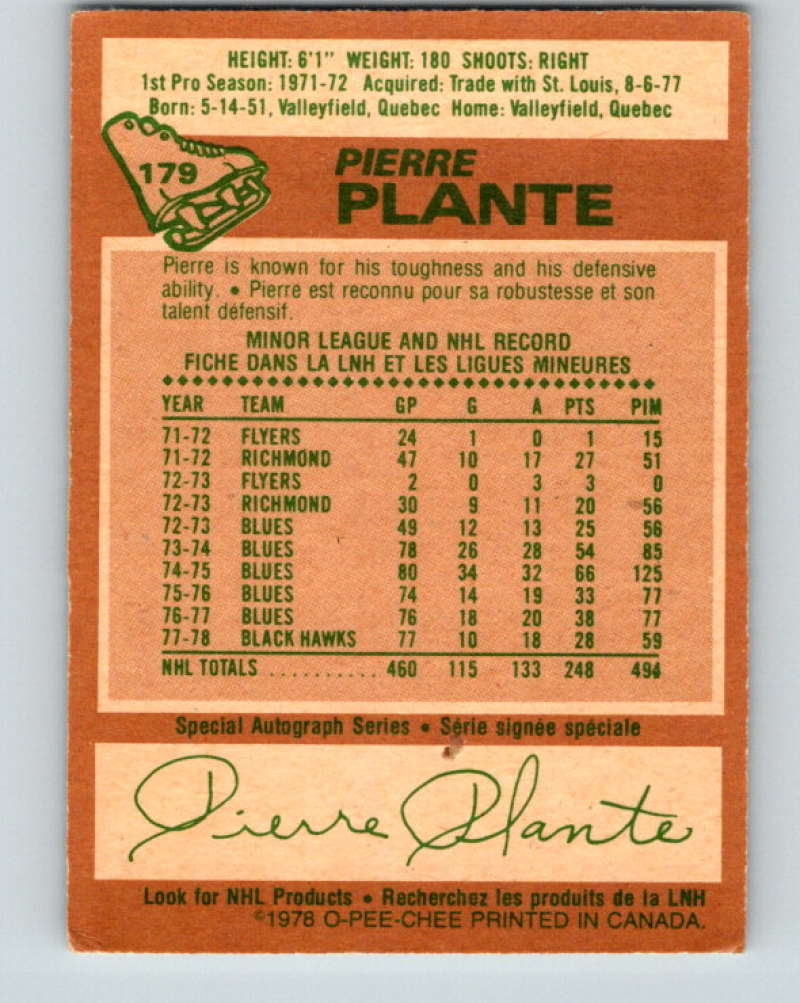 HEIGHT: 6'1" WEIGHT: 180 SHOOTS: RIGHT
1st Pro Season: 1971-72 Acquired: Trade with St. Louis, 8-6-77
Born: 5-14-51, Valleyfield, Quebec Home: Valleyfield, Quebec
179
PIERRE
PLANTE
Pierre is known for his toughness and his defensive
ability. • Pierre est reconnu pour sa robustesse et son
talent défensif.
MINOR LEAGUE AND NHL RECORD
FICHE DANS LA LNH ET LES LIGUES MINEURES
YEAR TEAM GP G A PTS PIM
71-72 FLYERS 24 1 0 1 15
71-72 RICHMOND 47 10 17 27 51
72-73 FLYERS 2 0 3 3 0
72-73 RICHMOND 30 9 11 20 56
72-73 BLUES 49 12 13 25 56
73-74 BLUES 78 26 28 54 85
74-75 BLUES 80 34 32 66 125
75-76 BLUES 74 14 19 33 77
76-77 BLUES 76 18 20 38 77
77-78 BLACK HAWKS 77 10 18 28 59
NHL TOTALS .......... 460 115 133 248 494
Special Autograph Series • Série signée spéciale
Pierre Plante
Look for NHL Products • Recherchez les produits de la LNH
©1978 O-PEE-CHEE PRINTED IN CANADA.